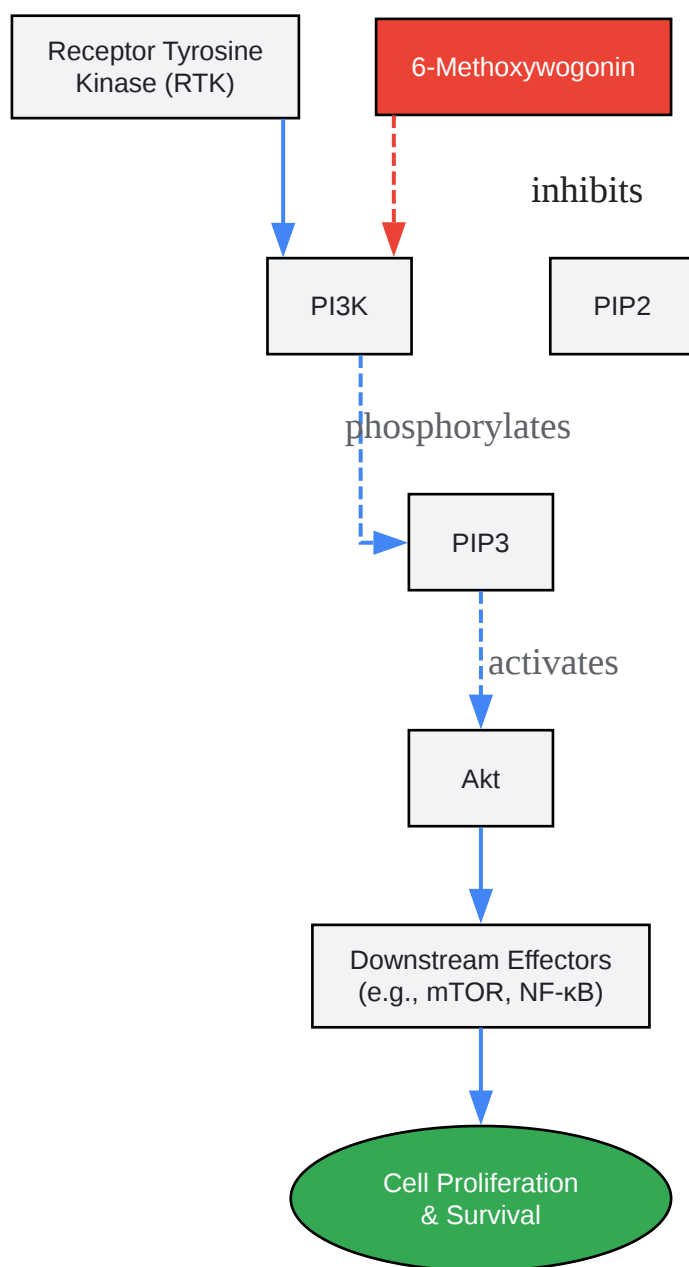 Receptor Tyrosine
Kinase (RTK)
6-Methoxywogonin
inhibits
PI3K
PIP2
phosphorylates
PIP3
activates
Akt
Downstream Effectors
(e.g., mTOR, NF-κB)
Cell Proliferation
& Survival